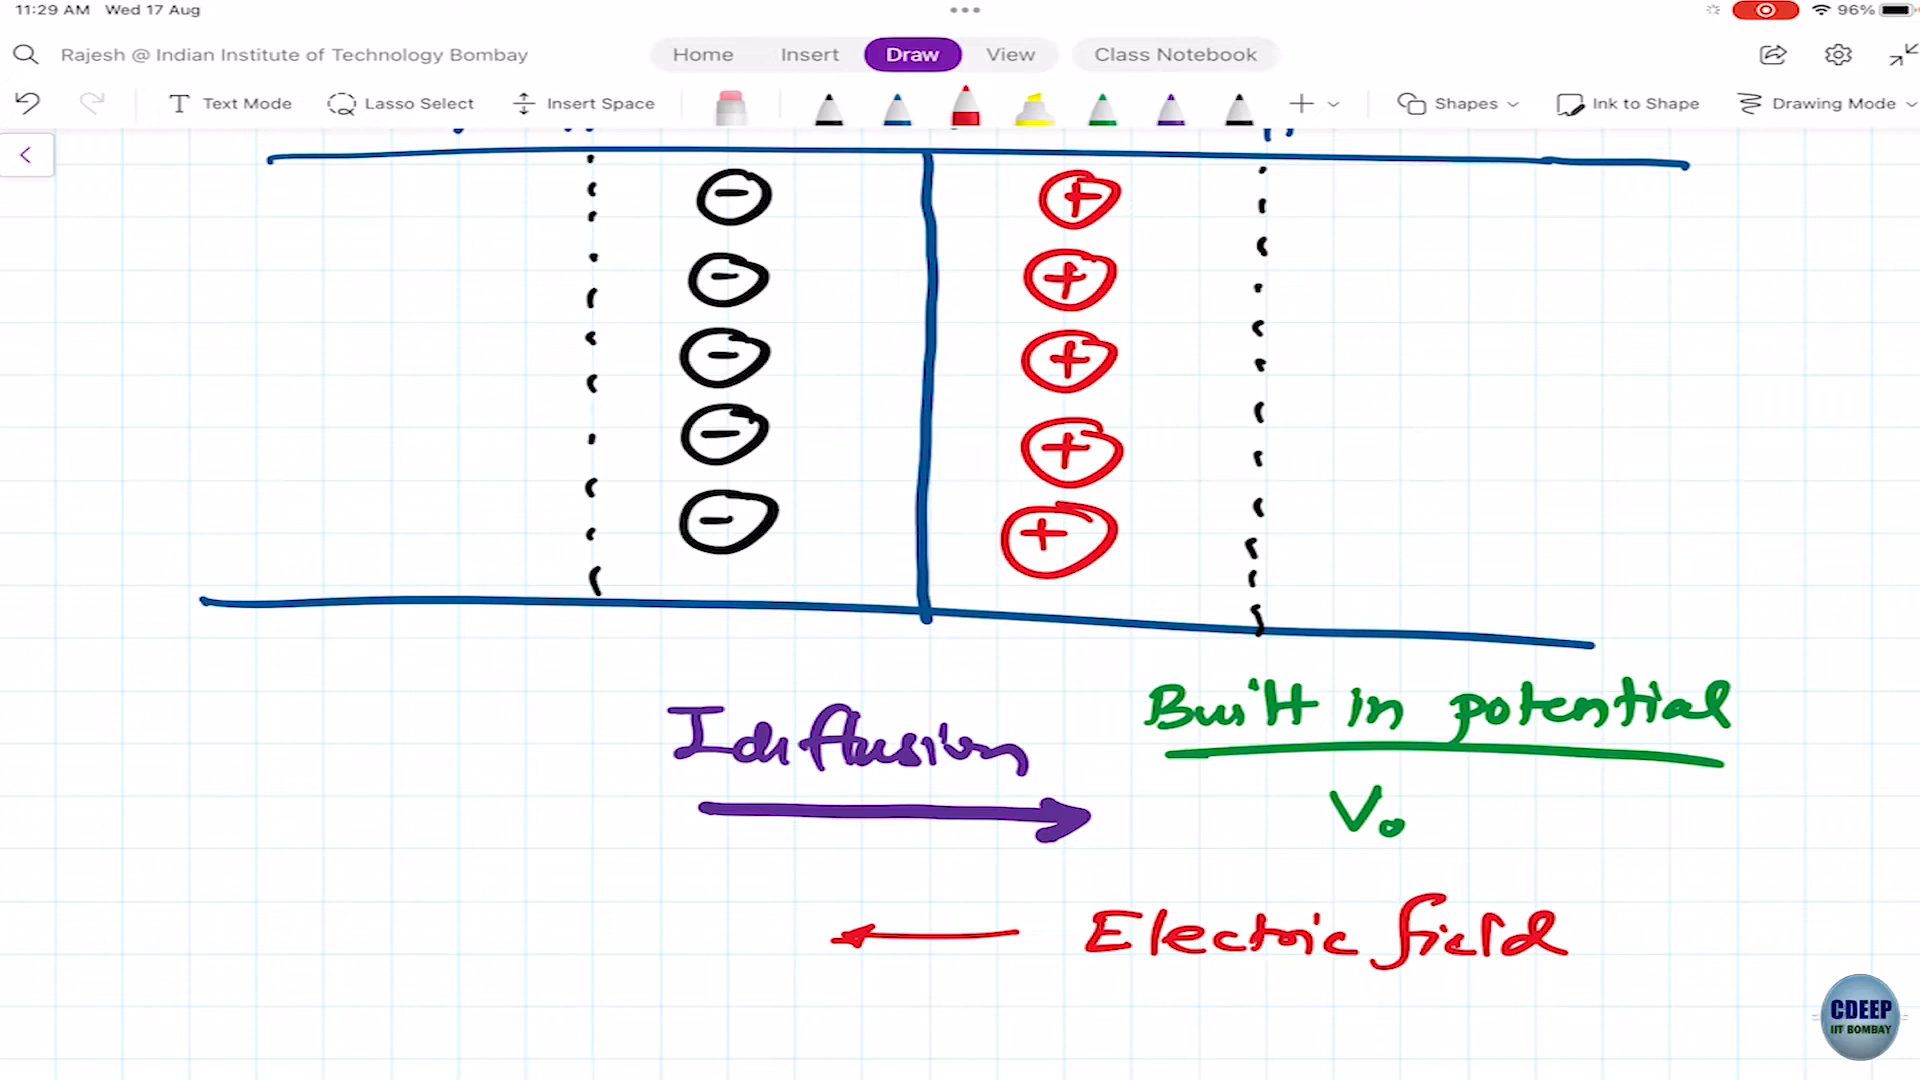 11:29 AM Wed 17 Aug
96%
Rajesh @ Indian Institute of Technology Bombay
Home Insert Draw View Class Notebook
Text Mode Lasso Select Insert Space Shapes Ink to Shape Drawing Mode
−
+
−
+
−
+
−
+
−
+
Built in potential
Idiffusion
V₀
Electric field
CDEEP
IIT BOMBAY